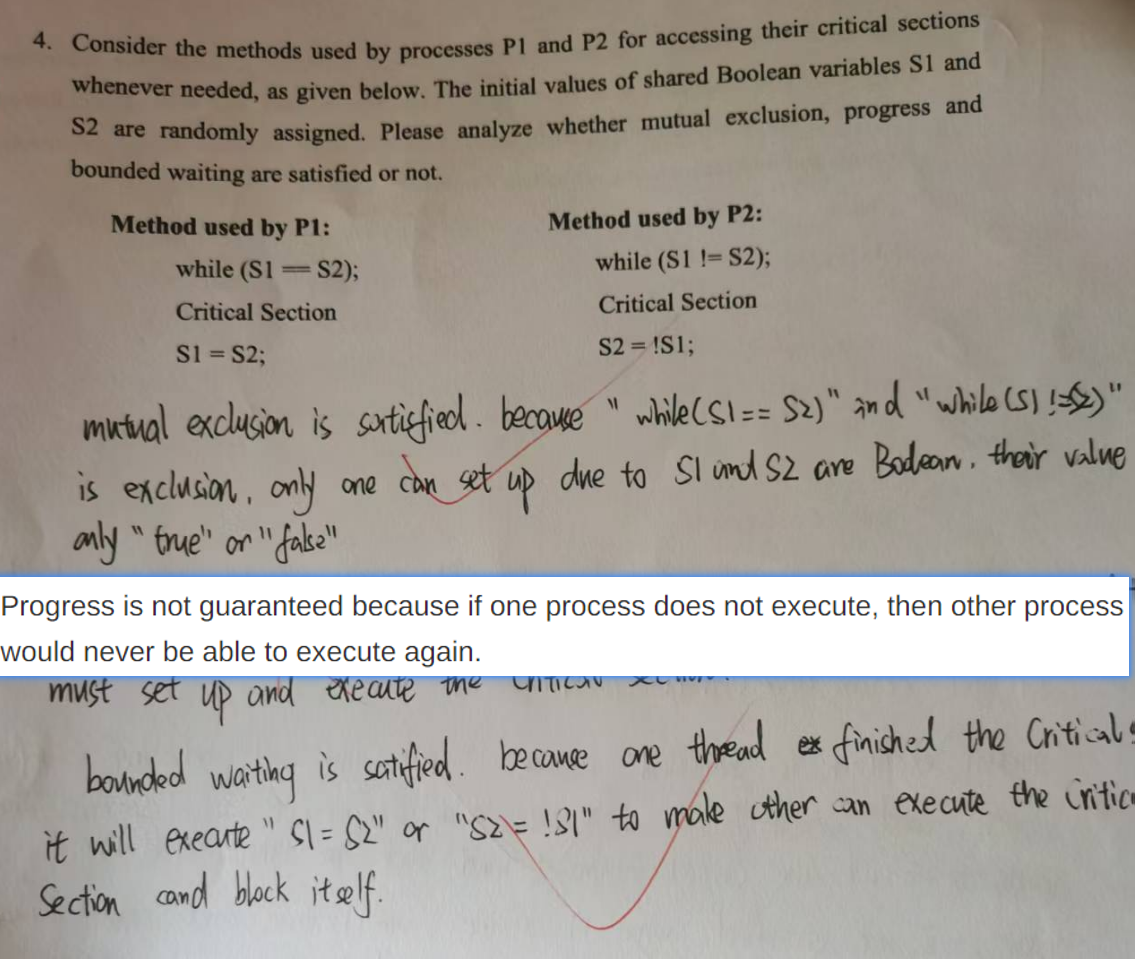 4. Consider the methods used by processes P1 and P2 for accessing their critical sections
whenever needed, as given below. The initial values of shared Boolean variables S1 and
S2 are randomly assigned. Please analyze whether mutual exclusion, progress and
bounded waiting are satisfied or not.
Method used by P1:
while (S1 == S2);
Critical Section
S1 = S2;
Method used by P2:
while (S1 != S2);
Critical Section
S2 = !S1;
mutual exclusion is satisfied. because "while(S1== S2)" and "while(S1 !=S2)"
is exclusion, only one can set up due to S1 and S2 are Boolean, their value
only "true" or "false"
Progress is not guaranteed because if one process does not execute, then other process
would never be able to execute again.
must set up and execute the critical
bounded waiting is satified. because one thread finished the Critical
it will execute "S1 = S2" or "S2 = !S1" to make other can execute the
Section and block itself.